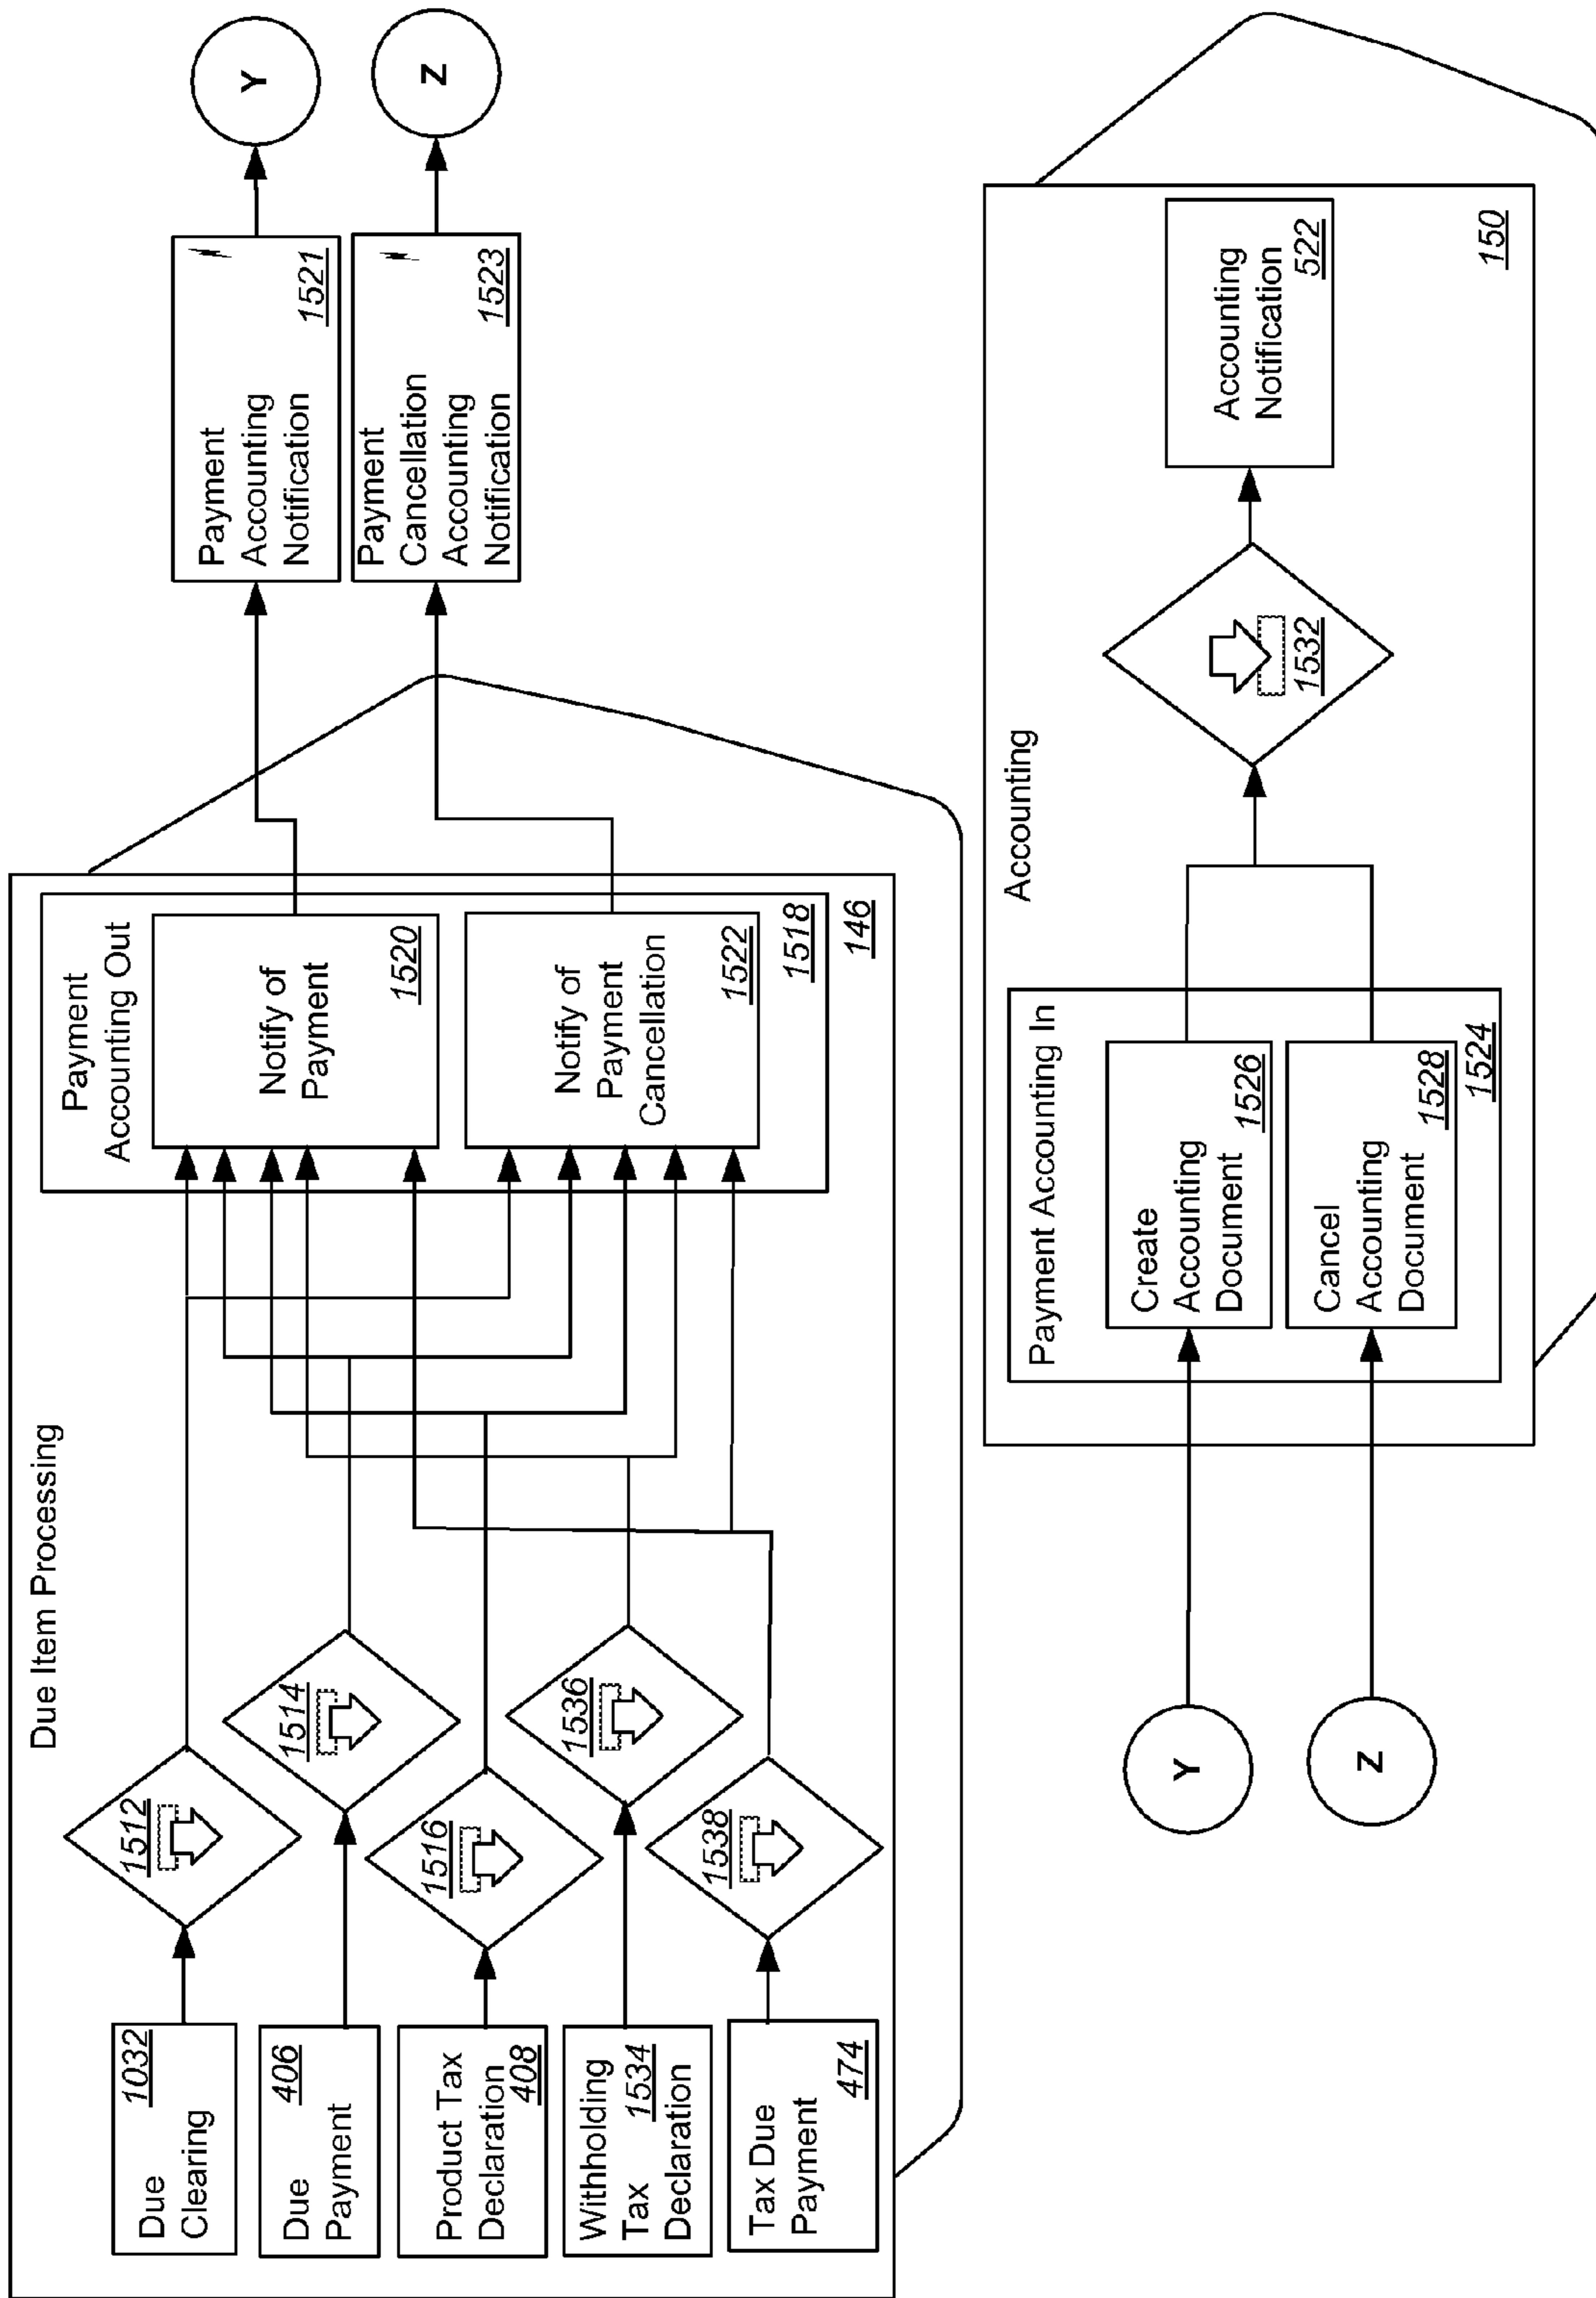 Due Item Processing
Due
Clearing
1032
Due
Payment
406
Product Tax
Declaration
408
Withholding
Tax
Declaration
1534
Tax Due
Payment
474
1512
1514
1516
1536
1538
Payment
Accounting Out
Notify of
Payment
1520
Notify of
Payment
Cancellation
1522
1518
146
Payment
Accounting
Notification
1521
Payment
Cancellation
Accounting
Notification
1523
Y
Z
Accounting
Y
Z
Payment Accounting In
Create
Accounting
Document
1526
Cancel
Accounting
Document
1528
1524
1532
Accounting
Notification
522
150